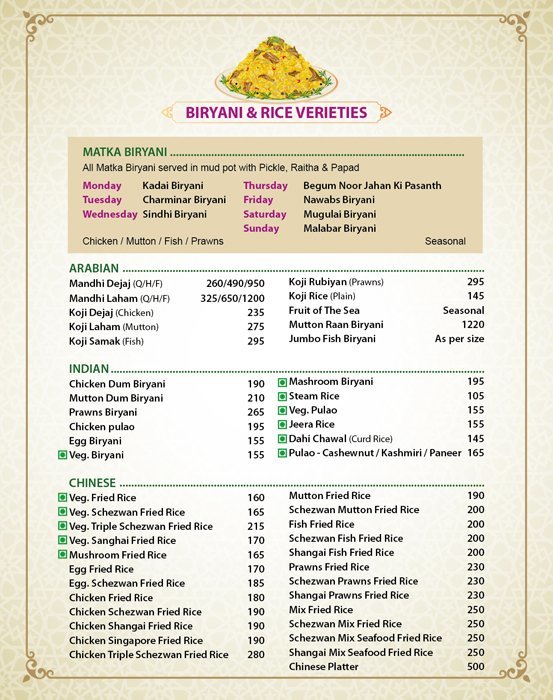 BIRYANI & RICE VERIETIES
MATKA BIRYANI
All Matka Biryani served in mud pot with Pickle, Raitha & Papad
Monday Kadai Biryani
Tuesday Charminar Biryani
Wednesday Sindhi Biryani
Thursday Begum Noor Jahan Ki Pasanth
Friday Nawabs Biryani
Saturday Mugulai Biryani
Sunday Malabar Biryani
Chicken / Mutton / Fish / Prawns Seasonal
ARABIAN
Mandhi Dejaj (Q/H/F) 260/490/950
Mandhi Laham (Q/H/F) 325/650/1200
Koji Dejaj (Chicken) 235
Koji Laham (Mutton) 275
Koji Samak (Fish) 295
Koji Rubiyan (Prawns) 295
Koji Rice (Plain) 145
Fruit of The Sea Seasonal
Mutton Raan Biryani 1220
Jumbo Fish Biryani As per size
INDIAN
Chicken Dum Biryani 190
Mutton Dum Biryani 210
Prawns Biryani 265
Chicken pulao 195
Egg Biryani 155
Veg. Biryani 155
Mashroom Biryani 195
Steam Rice 105
Veg. Pulao 155
Jeera Rice 155
Dahi Chawal (Curd Rice) 145
Pulao - Cashewnut / Kashmiri / Paneer 165
CHINESE
Veg. Fried Rice 160
Veg. Schezwan Fried Rice 165
Veg. Triple Schezwan Fried Rice 215
Veg. Sanghai Fried Rice 170
Mushroom Fried Rice 165
Egg Fried Rice 170
Egg. Schezwan Fried Rice 185
Chicken Fried Rice 180
Chicken Schezwan Fried Rice 190
Chicken Shangai Fried Rice 190
Chicken Singapore Fried Rice 190
Chicken Triple Schezwan Fried Rice 280
Mutton Fried Rice 190
Schezwan Mutton Fried Rice 200
Fish Fried Rice 200
Schezwan Fish Fried Rice 200
Shangai Fish Fried Rice 200
Prawns Fried Rice 230
Schezwan Prawns Fried Rice 230
Shangai Prawns Fried Rice 230
Mix Fried Rice 250
Schezwan Mix Fried Rice 250
Schezwan Mix Seafood Fried Rice 250
Shangai Mix Seafood Fried Rice 250
Chinese Platter 500